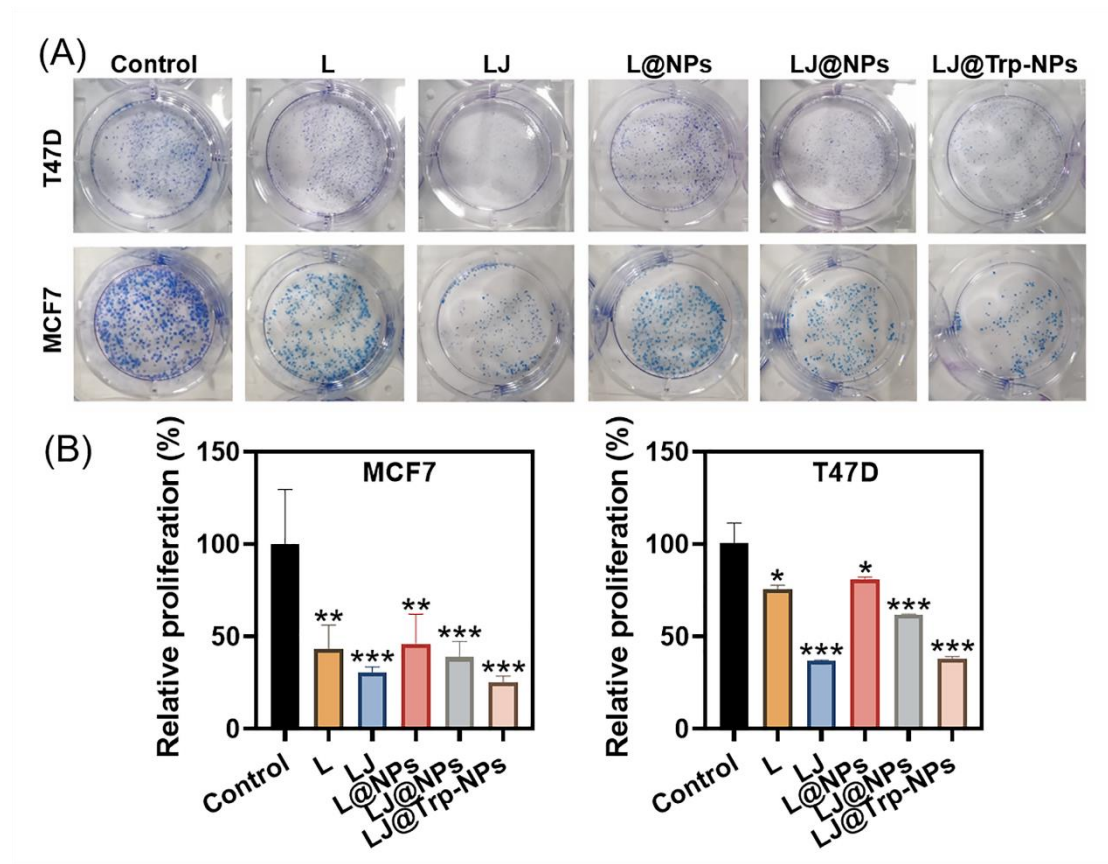 (A)
Control L LJ L@NPs LJ@NPs LJ@Trp-NPs
T47D
MCF7
(B)
Relative proliferation (%)
150
100
50
0
MCF7
**
***
**
***
***
Control L LJ L@NPs LJ@NPs LJ@Trp-NPs
Relative proliferation (%)
150
100
50
0
T47D
*
***
*
***
***
Control L LJ L@NPs LJ@NPs LJ@Trp-NPs